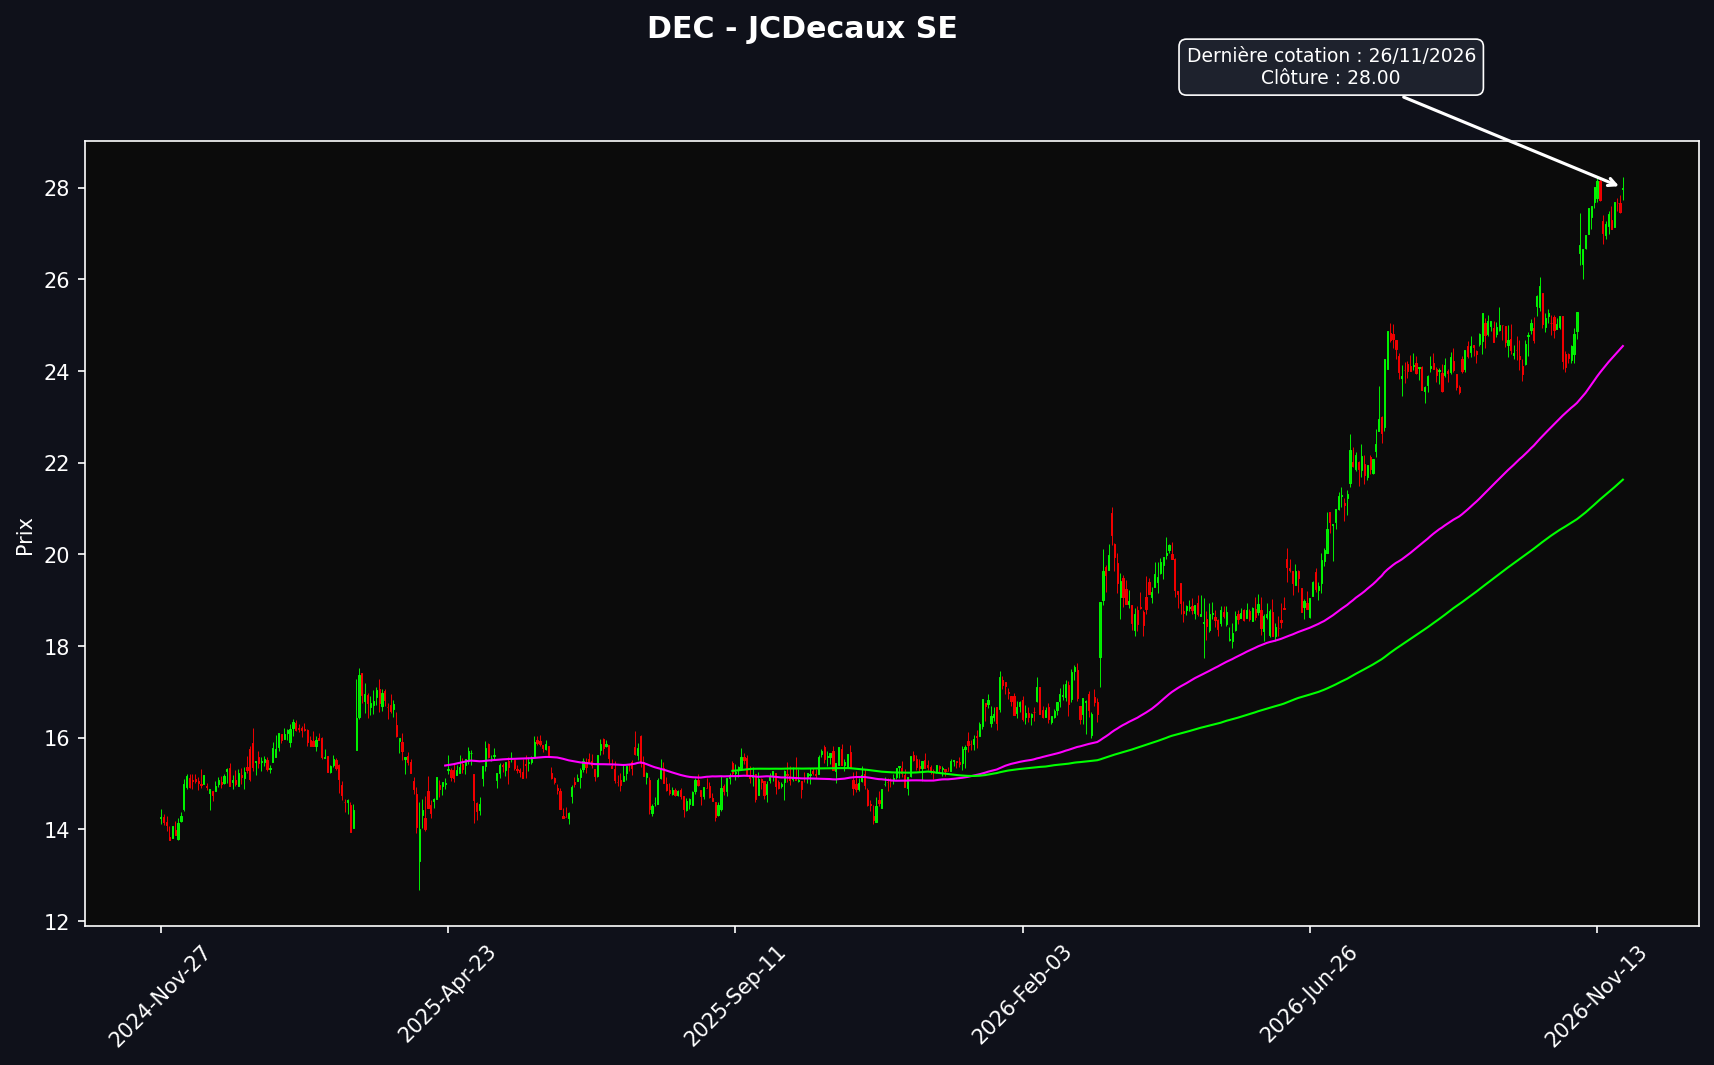 DEC - JCDecaux SE
Dernière cotation : 26/11/2026
Clôture : 28.00
Prix
28
26
24
22
20
18
16
14
12
2024-Nov-27
2025-Apr-23
2025-Sep-11
2026-Feb-03
2026-Jun-26
2026-Nov-13